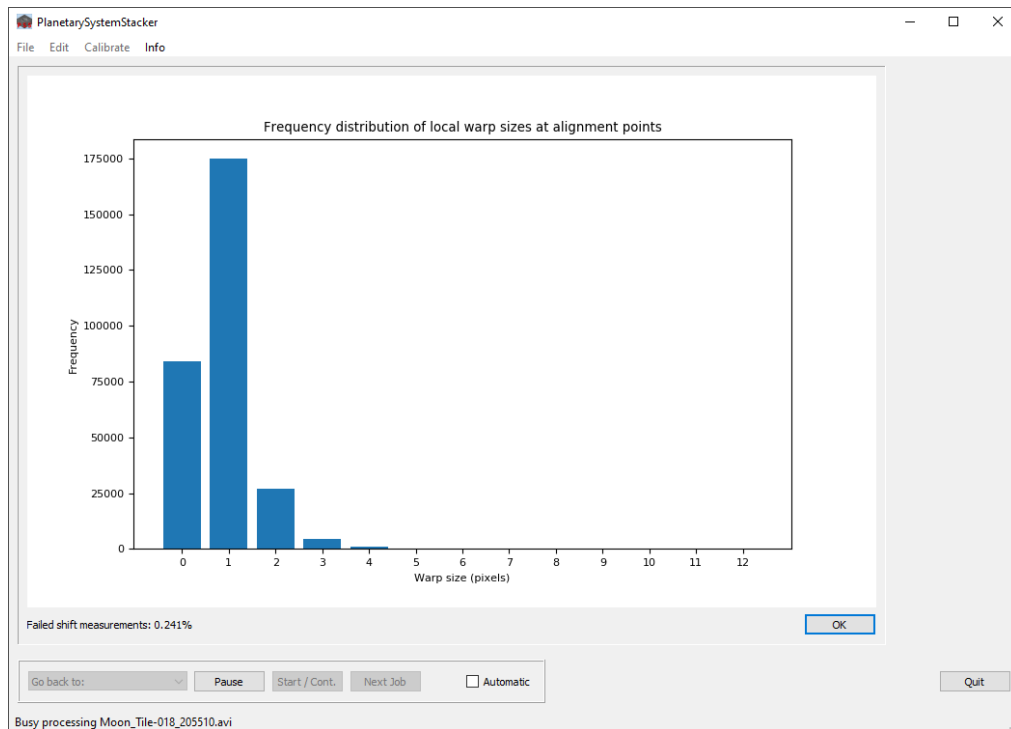 PlanetarySystemStacker
File Edit Calibrate Info
Frequency distribution of local warp sizes at alignment points
175000
150000
125000
100000
75000
50000
25000
0
Frequency
0 1 2 3 4 5 6 7 8 9 10 11 12
Warp size (pixels)
Failed shift measurements: 0.241%
OK
Go back to: Pause Start / Cont. Next Job Automatic Quit
Busy processing Moon_Tile-018_205510.avi